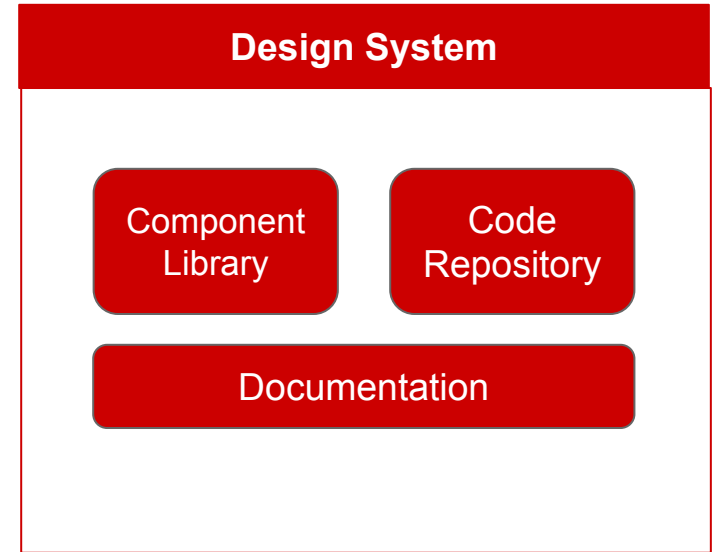 Design System
Component
Library
Code
Repository
Documentation